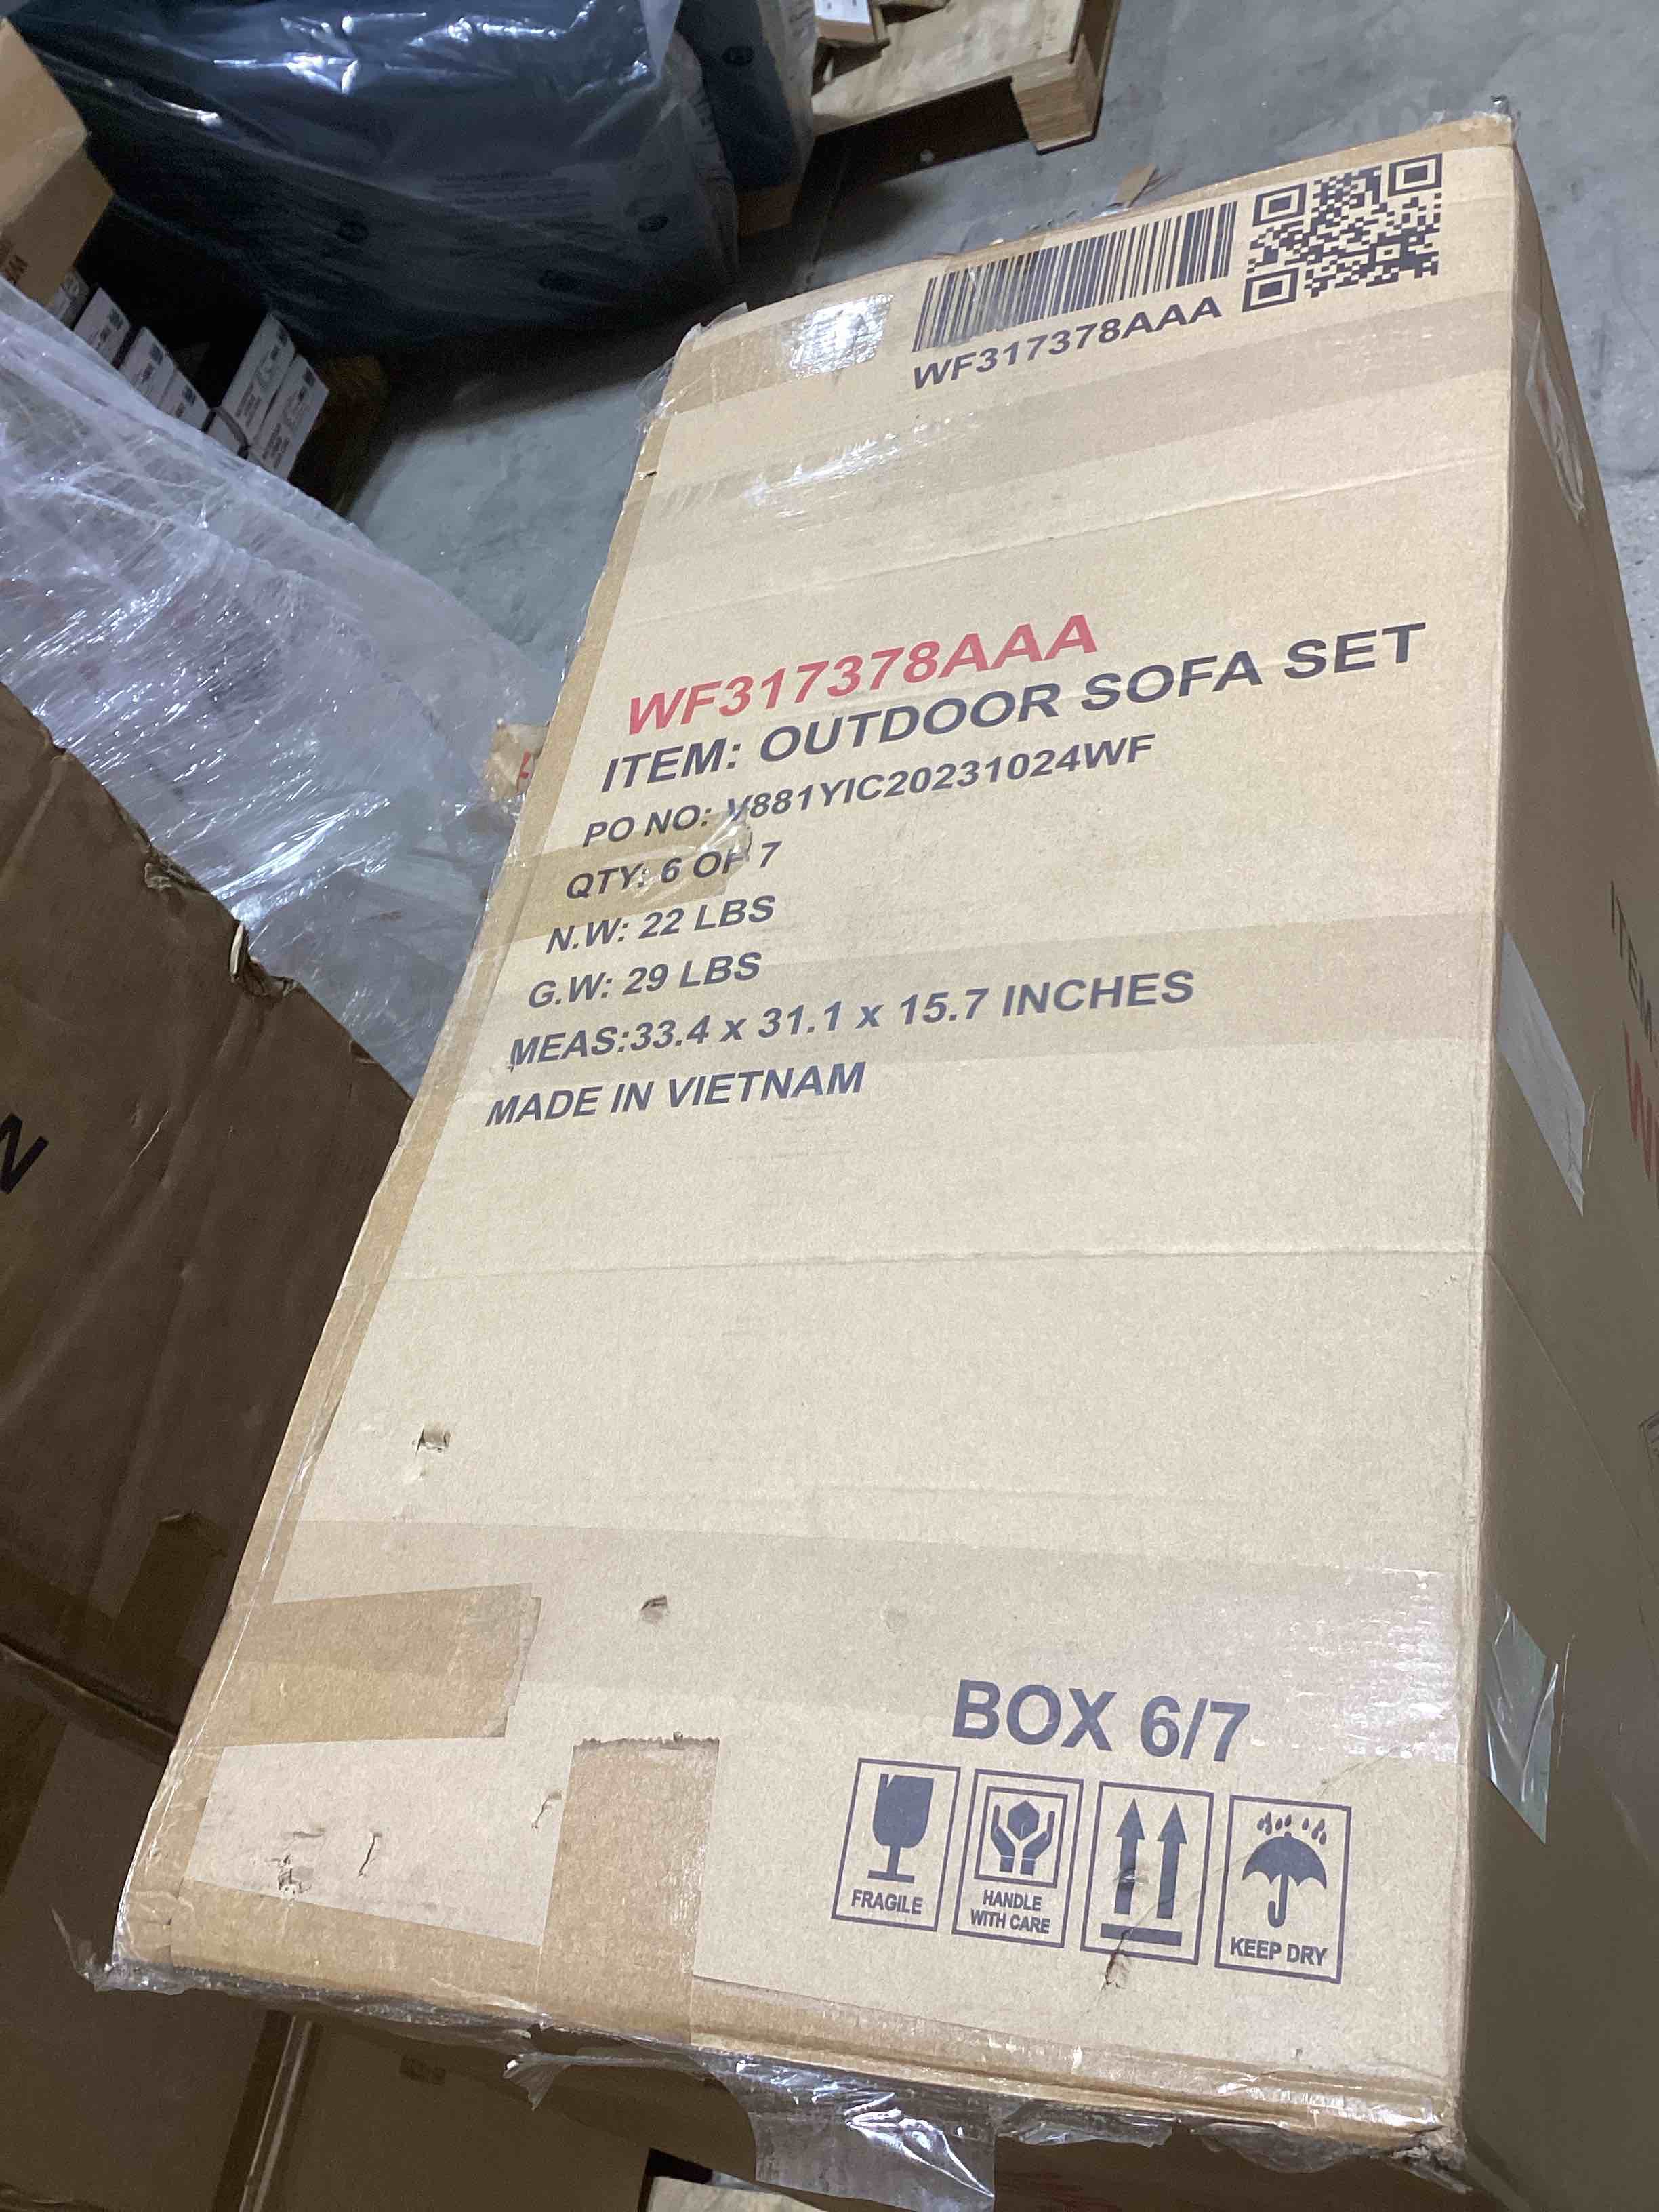 WF317378AAA
WF317378AAA
ITEM: OUTDOOR SOFA SET
PO NO: V881YIC20231024WF
QTY: 6 OF 7
N.W: 22 LBS
G.W: 29 LBS
MEAS:33.4 x 31.1 x 15.7 INCHES
MADE IN VIETNAM
BOX 6/7
FRAGILE
HANDLE
WITH CARE
KEEP DRY
ITEM